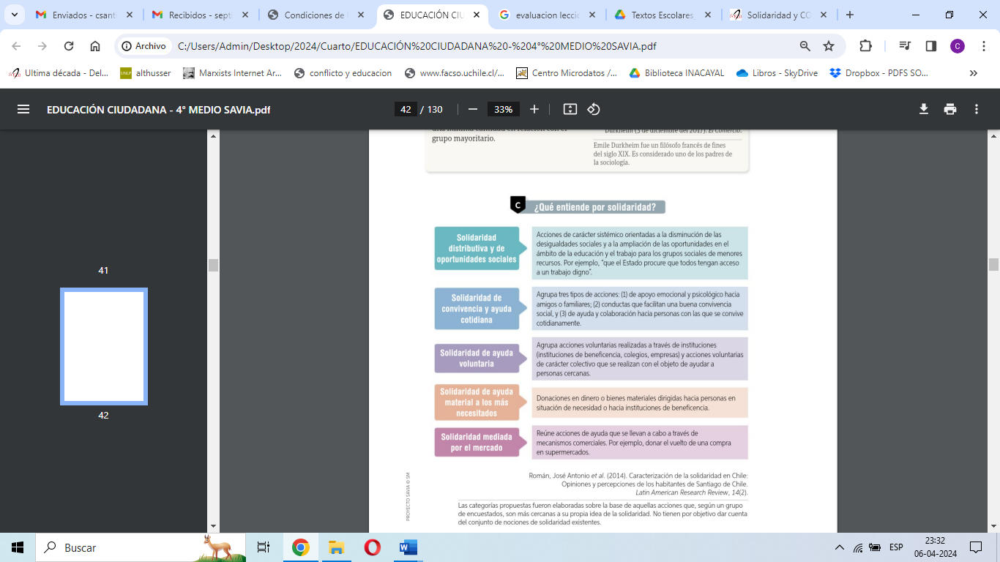 Enviados - csant
Recibidos - septi
Condiciones de
EDUCACIÓN CIU
evaluacion lecci
Textos Escolares
Solidaridad y CO
Archivo
C:/Users/Admin/Desktop/2024/Cuarto/EDUCACIÓN%20CIUDADANA%20-%204°%20MEDIO%20SAVIA.pdf
C
Ultima década - Del...
althusser
Marxists Internet Ar...
conflicto y educacion
www.facso.uchile.cl/...
Centro Microdatos /...
Biblioteca INACAYAL
Libros - SkyDrive
Dropbox - PDFS SO...
EDUCACIÓN CIUDADANA - 4° MEDIO SAVIA.pdf
42 / 130
33%
41
42
una mínima cantidad en relación con el
grupo mayoritario.
Durkheim (3 de diciembre del 2017). El Comercio.
Emile Durkheim fue un filósofo francés de fines
del siglo XIX. Es considerado uno de los padres de
la sociología.
C ¿Qué entiende por solidaridad?
Solidaridad
distributiva y de
oportunidades sociales
Acciones de carácter sistémico orientadas a la disminución de las
desigualdades sociales y a la ampliación de las oportunidades en el
ámbito de la educación y el trabajo para los grupos sociales de menores
recursos. Por ejemplo, "que el Estado procure que todos tengan acceso
a un trabajo digno".
Solidaridad de
convivencia y ayuda
cotidiana
Agrupa tres tipos de acciones: (1) de apoyo emocional y psicológico hacia
amigos o familiares; (2) conductas que facilitan una buena convivencia
social, y (3) de ayuda y colaboración hacia personas con las que se convive
cotidianamente.
Solidaridad de ayuda
voluntaria
Agrupa acciones voluntarias realizadas a través de instituciones
(instituciones de beneficencia, colegios, empresas) y acciones voluntarias
de carácter colectivo que se realizan con el objeto de ayudar a
personas cercanas.
Solidaridad de ayuda
material a los más
necesitados
Donaciones en dinero o bienes materiales dirigidas hacia personas en
situación de necesidad o hacia instituciones de beneficencia.
Solidaridad mediada
por el mercado
Reúne acciones de ayuda que se llevan a cabo a través de
mecanismos comerciales. Por ejemplo, donar el vuelto de una compra
en supermercados.
Román, José Antonio et al. (2014). Caracterización de la solidaridad en Chile:
Opiniones y percepciones de los habitantes de Santiago de Chile.
Latin American Research Review, 14(2).
Las categorías propuestas fueron elaboradas sobre la base de aquellas acciones que, según un grupo
de encuestados, son más cercanas a su propia idea de la solidaridad. No tienen por objetivo dar cuenta
del conjunto de nociones de solidaridad existentes.
PROYECTO SAVIA © SM
Buscar
ESP
23:32
06-04-2024